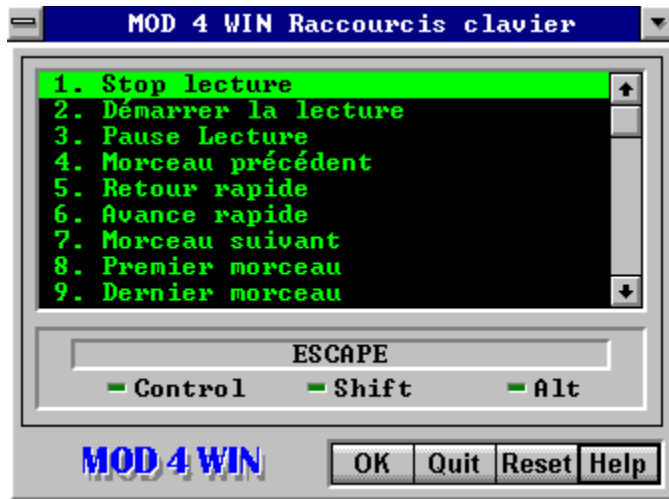 MOD 4 WIN Raccourcis clavier
1. Stop lecture
2. Démarrer la lecture
3. Pause Lecture
4. Morceau précédent
5. Retour rapide
6. Avance rapide
7. Morceau suivant
8. Premier morceau
9. Dernier morceau
ESCAPE
Control Shift Alt
MOD 4 WIN OK Quit Reset Help